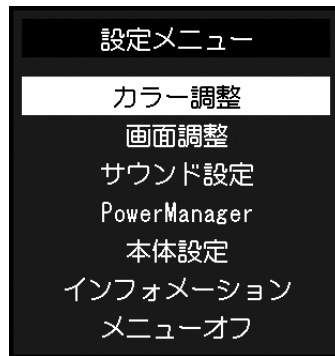 設定メニュー
カラー調整
画面調整
サウンド設定
PowerManager
本体設定
インフォメーション
メニューオフ